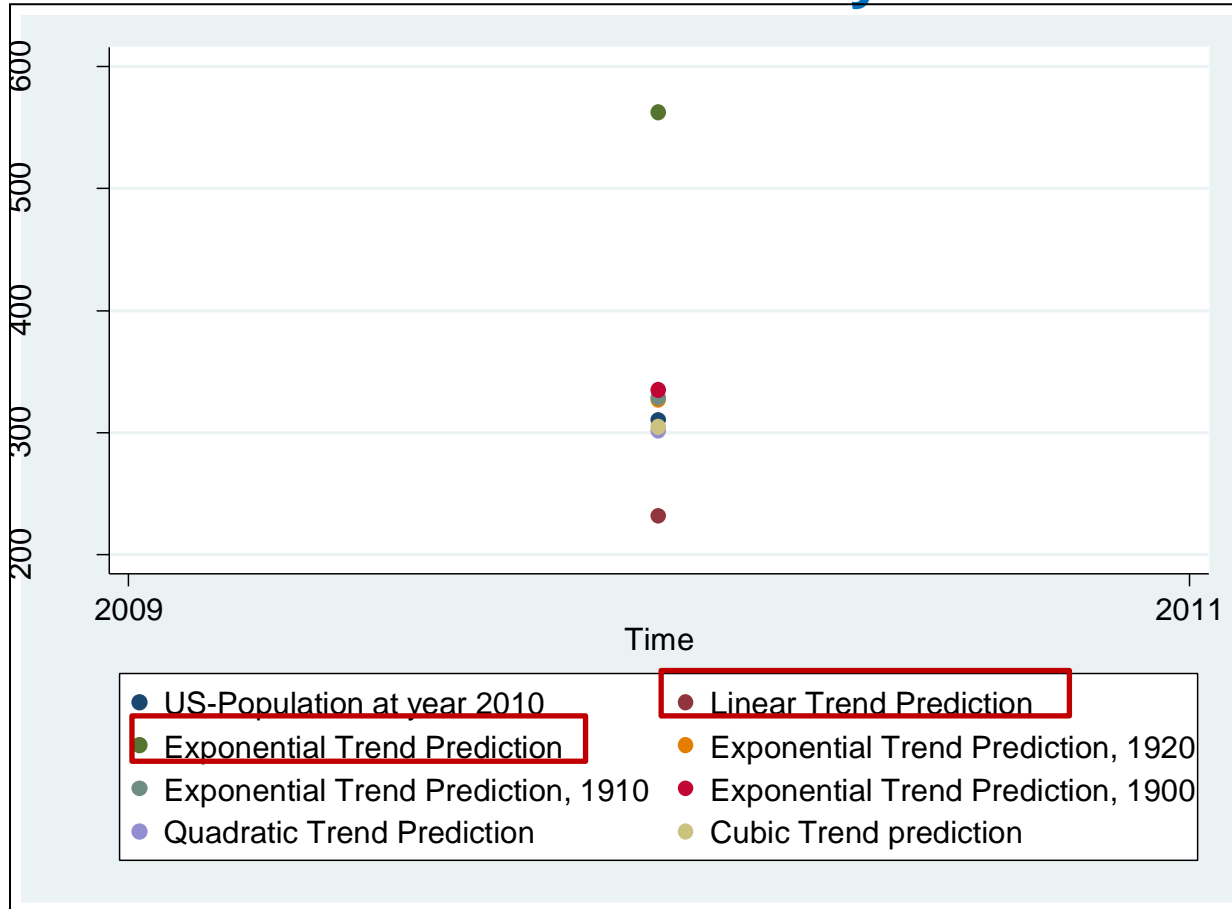 600
500
400
300
200
2009 2011
Time
US-Population at year 2010 Linear Trend Prediction
Exponential Trend Prediction Exponential Trend Prediction, 1920
Exponential Trend Prediction, 1910 Exponential Trend Prediction, 1900
Quadratic Trend Prediction Cubic Trend prediction